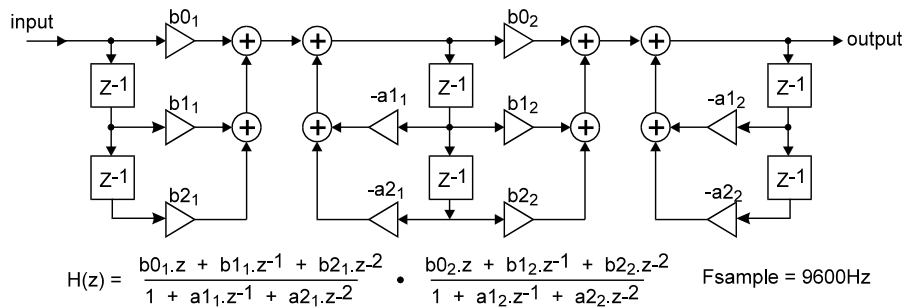 input
b0₁
b0₂
output
z-1
b1₁
-a1₁
z-1
b1₂
-a1₂
z-1
z-1
b2₁
-a2₁
z-1
b2₂
-a2₂
z-1
H(z) = b0₁.z + b1₁.z-1 + b2₁.z-2 • b0₂.z + b1₂.z-1 + b2₂.z-2 Fsample = 9600Hz
1 + a1₁.z-1 + a2₁.z-2 1 + a1₂.z-1 + a2₂.z-2